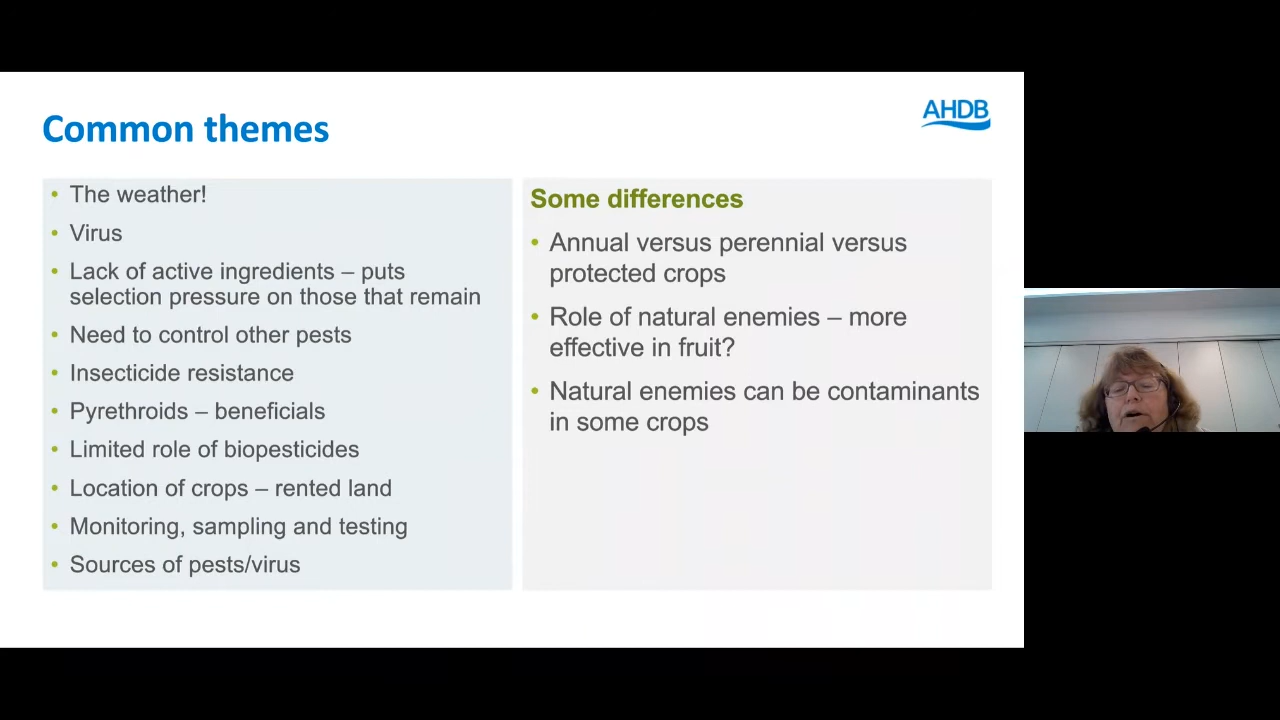 Common themes
AHDB
• The weather!
• Virus
• Lack of active ingredients – puts
selection pressure on those that remain
• Need to control other pests
• Insecticide resistance
• Pyrethroids – beneficials
• Limited role of biopesticides
• Location of crops – rented land
• Monitoring, sampling and testing
• Sources of pests/virus
Some differences
• Annual versus perennial versus
protected crops
• Role of natural enemies – more
effective in fruit?
• Natural enemies can be contaminants
in some crops